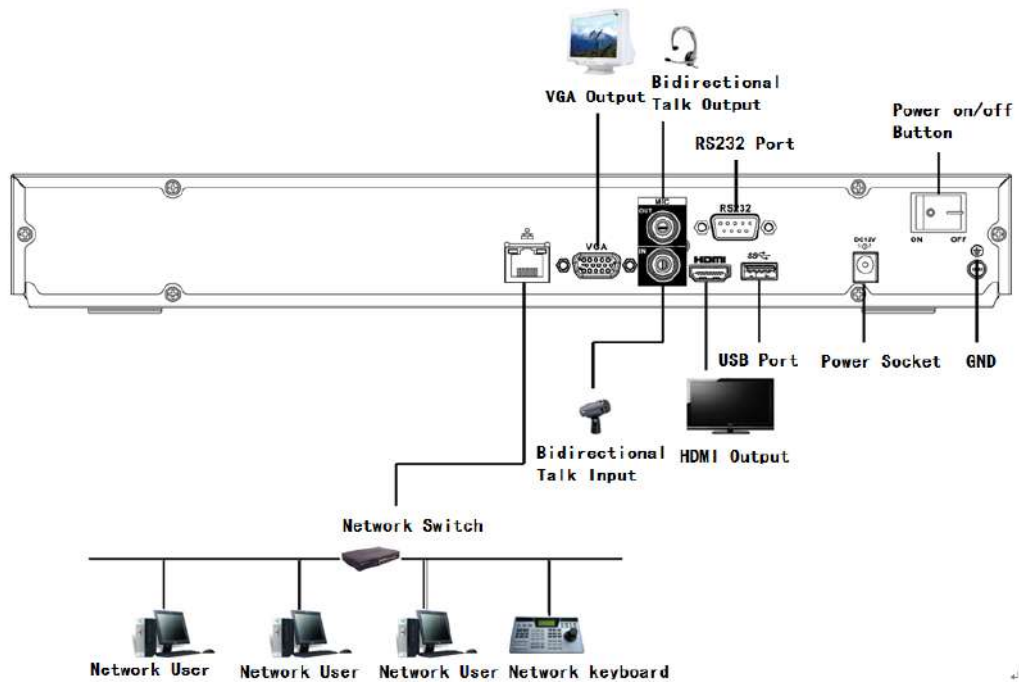 VGA Output
Bidirectional
Talk Output
Power on/off
Button
RS232 Port
MIC
OUT
RS232
VGA
IN
HDMI
SS
DC12V
ON OFF
USB Port
Power Socket
GND
Bidirectional
Talk Input
HDMI Output
Network Switch
Network User
Network User
Network User
Network keyboard